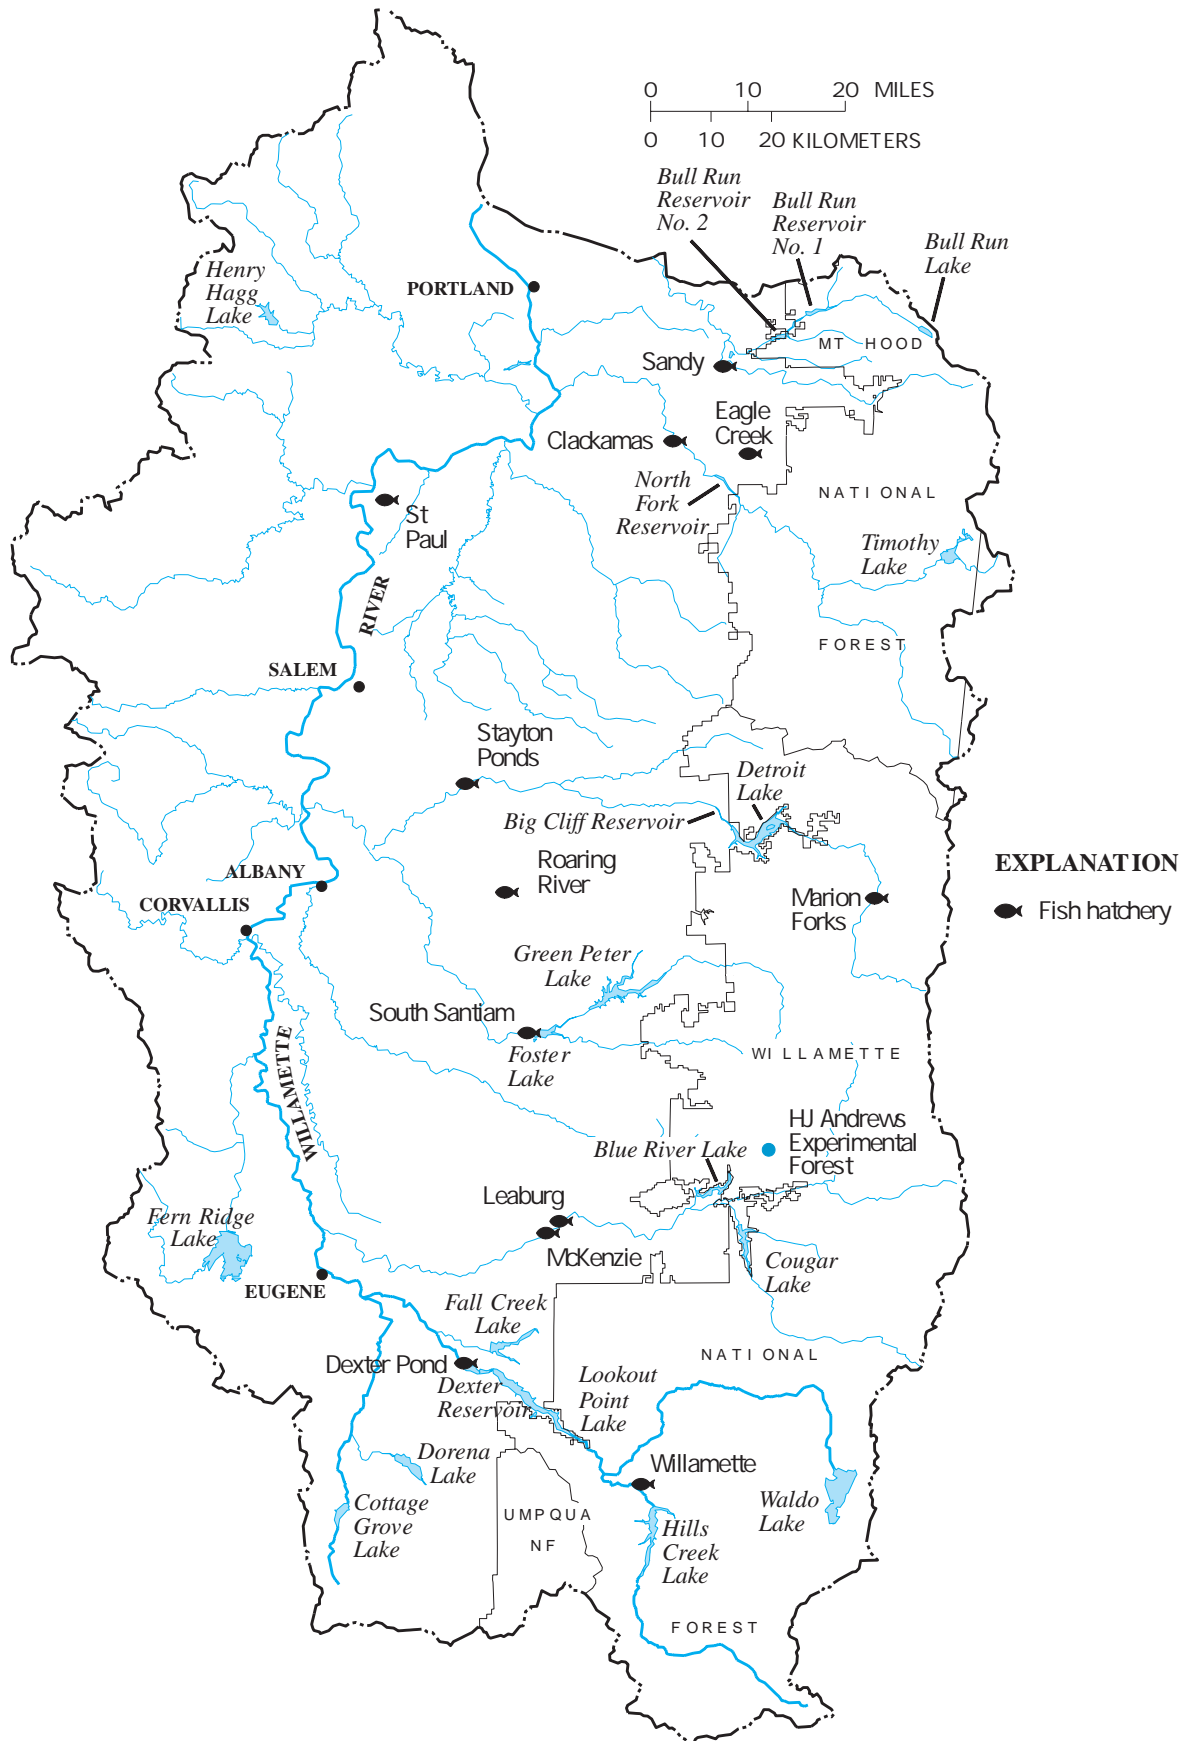 0 10 20 MILES
0 10 20 KILOMETERS
Bull Run
Reservoir
No. 2
Bull Run
Reservoir
No. 1
Bull Run
Lake
Henry
Hagg
Lake
PORTLAND
MT HOOD
Sandy
Eagle
Creek
Clackamas
North
Fork
Reservoir
NATIONAL
St
Paul
Timothy
Lake
RIVER
FOREST
SALEM
Stayton
Ponds
Detroit
Lake
Big Cliff Reservoir
Roaring
River
ALBANY
EXPLANATION
Fish hatchery
Marion
Forks
CORVALLIS
Green Peter
Lake
South Santiam
Foster
Lake
WILLAMETTE
WILLAMETTE
HJ Andrews
Experimental
Forest
Blue River Lake
Leaburg
Fern Ridge
Lake
McKenzie
Cougar
Lake
EUGENE
Fall Creek
Lake
NATIONAL
Dexter Pond
Dexter
Reservoir
Lookout
Point
Lake
Dorena
Lake
Willamette
Waldo
Lake
Cottage
Grove
Lake
UMPQUA
NF
Hills
Creek
Lake
FOREST